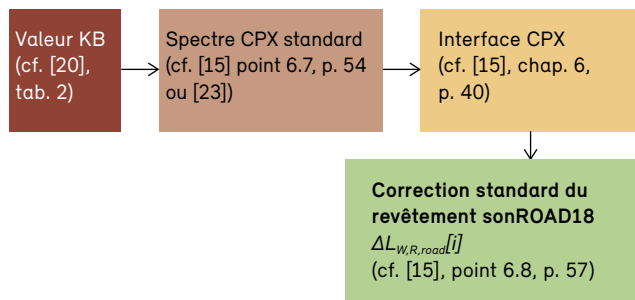 Valeur KB
(cf. [20],
tab. 2)
Spectre CPX standard
(cf. [15] point 6.7, p. 54
ou [23])
Interface CPX
(cf. [15], chap. 6,
p. 40)
Correction standard du
revêtement sonROAD18
ΔL_W,R,road[i]
(cf. [15], point 6.8, p. 57)